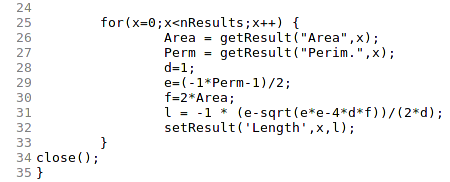 24
25 for(x=0;x<nResults;x++) {
26 Area = getResult("Area",x);
27 Perm = getResult("Perim.",x);
28 d=1;
29 e=(-1*Perm-1)/2;
30 f=2*Area;
31 l = -1 * (e-sqrt(e*e-4*d*f))/(2*d);
32 setResult('Length',x,l);
33 }
34 close();
35 }